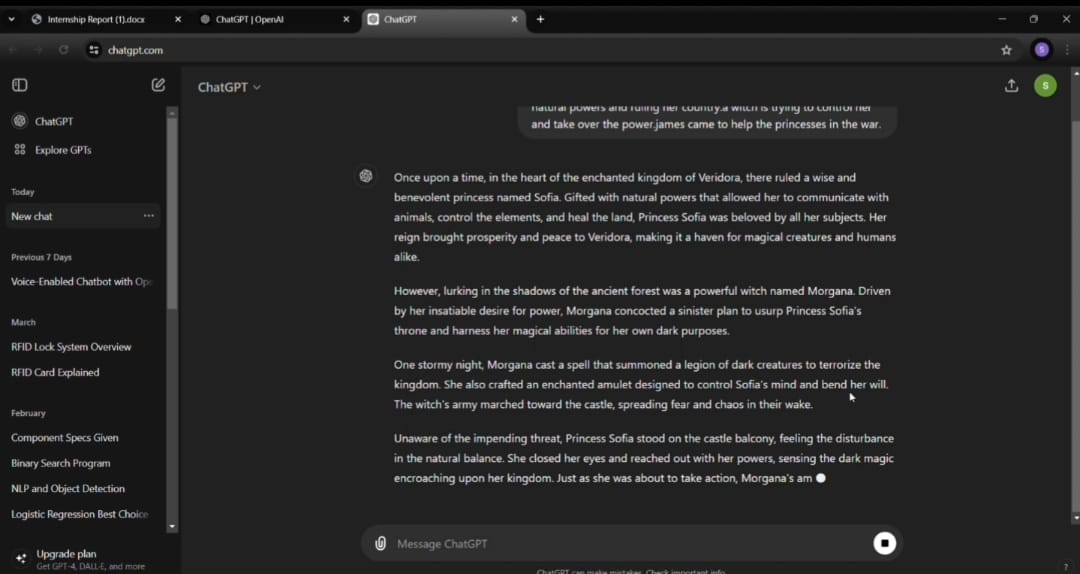 Internship Report (1).docx
ChatGPT | OpenAI
ChatGPT
chatgpt.com
ChatGPT
S
ChatGPT
Explore GPTs
Today
New chat
Previous 7 Days
Voice-Enabled Chatbot with Ope
March
RFID Lock System Overview
RFID Card Explained
February
Component Specs Given
Binary Search Program
NLP and Object Detection
Logistic Regression Best Choice
Upgrade plan
Get GPT-4, DALL·E, and more
natural powers and ruling her country.a witch is trying to control her
and take over the power.james came to help the princesses in the war.
Once upon a time, in the heart of the enchanted kingdom of Veridora, there ruled a wise and
benevolent princess named Sofia. Gifted with natural powers that allowed her to communicate with
animals, control the elements, and heal the land, Princess Sofia was beloved by all her subjects. Her
reign brought prosperity and peace to Veridora, making it a haven for magical creatures and humans
alike.
However, lurking in the shadows of the ancient forest was a powerful witch named Morgana. Driven
by her insatiable desire for power, Morgana concocted a sinister plan to usurp Princess Sofia's
throne and harness her magical abilities for her own dark purposes.
One stormy night, Morgana cast a spell that summoned a legion of dark creatures to terrorize the
kingdom. She also crafted an enchanted amulet designed to control Sofia's mind and bend her will.
The witch's army marched toward the castle, spreading fear and chaos in their wake.
Unaware of the impending threat, Princess Sofia stood on the castle balcony, feeling the disturbance
in the natural balance. She closed her eyes and reached out with her powers, sensing the dark magic
encroaching upon her kingdom. Just as she was about to take action, Morgana's am
Message ChatGPT
ChatGPT can make mistakes. Check important info.
S
?